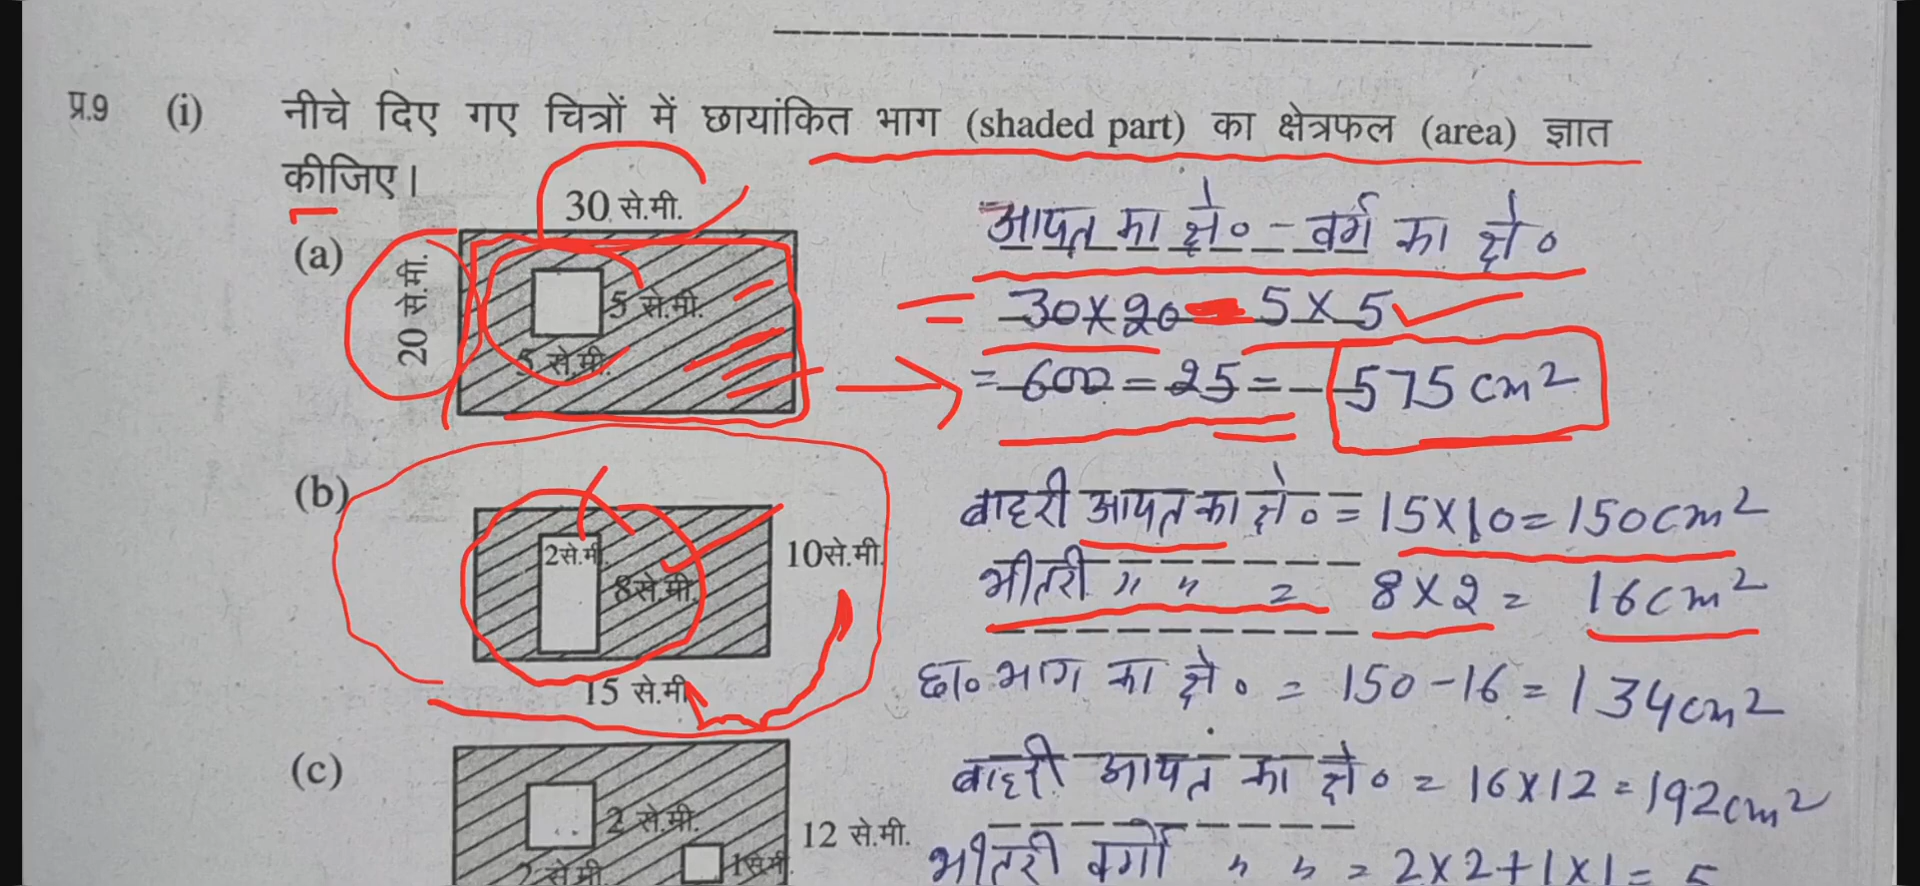 प्र.9 (i) नीचे दिए गए चित्रों में छायांकित भाग (shaded part) का क्षेत्रफल (area) ज्ञात
कीजिए।
(a)
30 से.मी.
20 से.मी.
5 से.मी.
5 से.मी.
आयत का क्षे० - वर्ग का क्षे०
= 30×20 - 5×5
= 600 = 25 = 575 cm²
(b)
2से.मी.
8से.मी.
10से.मी.
15 से.मी.
बाहरी आयत का क्षे० = 15×10 = 150cm²
भीतरी " " = 8×2 = 16cm²
छा० भाग का क्षे० = 150-16 = 134cm²
(c)
2 से.मी.
2 से.मी.
1से.मी.
12 से.मी.
बाहरी आयत का क्षे० = 16×12 = 192cm²
भीतरी वर्गों " " = 2×2+1×1 = 5